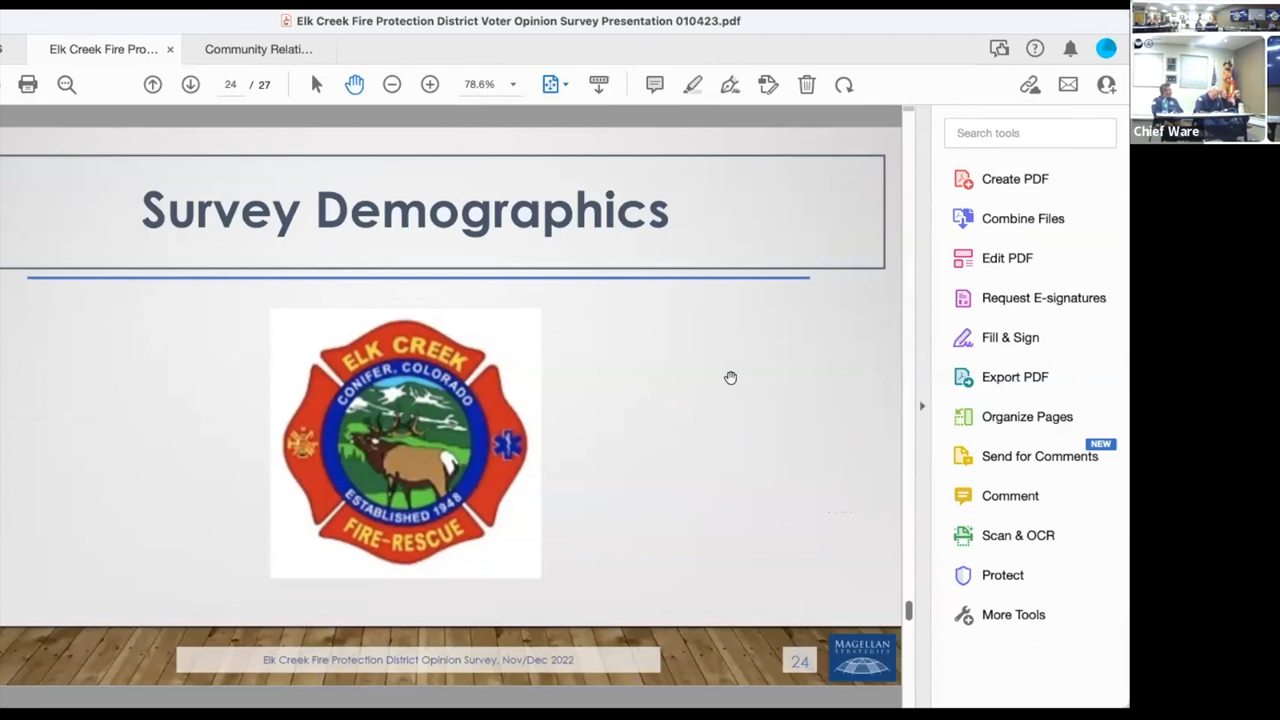 Elk Creek Fire Protection District Voter Opinion Survey Presentation 010423.pdf
Elk Creek Fire Pro... ×
Community Relati...
24 / 27
78.6%
Search tools
Create PDF
Combine Files
Edit PDF
Request E-signatures
Fill & Sign
Export PDF
Organize Pages
NEW
Send for Comments
Comment
Scan & OCR
Protect
More Tools
Chief Ware
Survey Demographics
ELK CREEK
CONIFER, COLORADO
ESTABLISHED 1948
FIRE-RESCUE
Elk Creek Fire Protection District Opinion Survey, Nov/Dec 2022
24
MAGELLAN
STRATEGIES